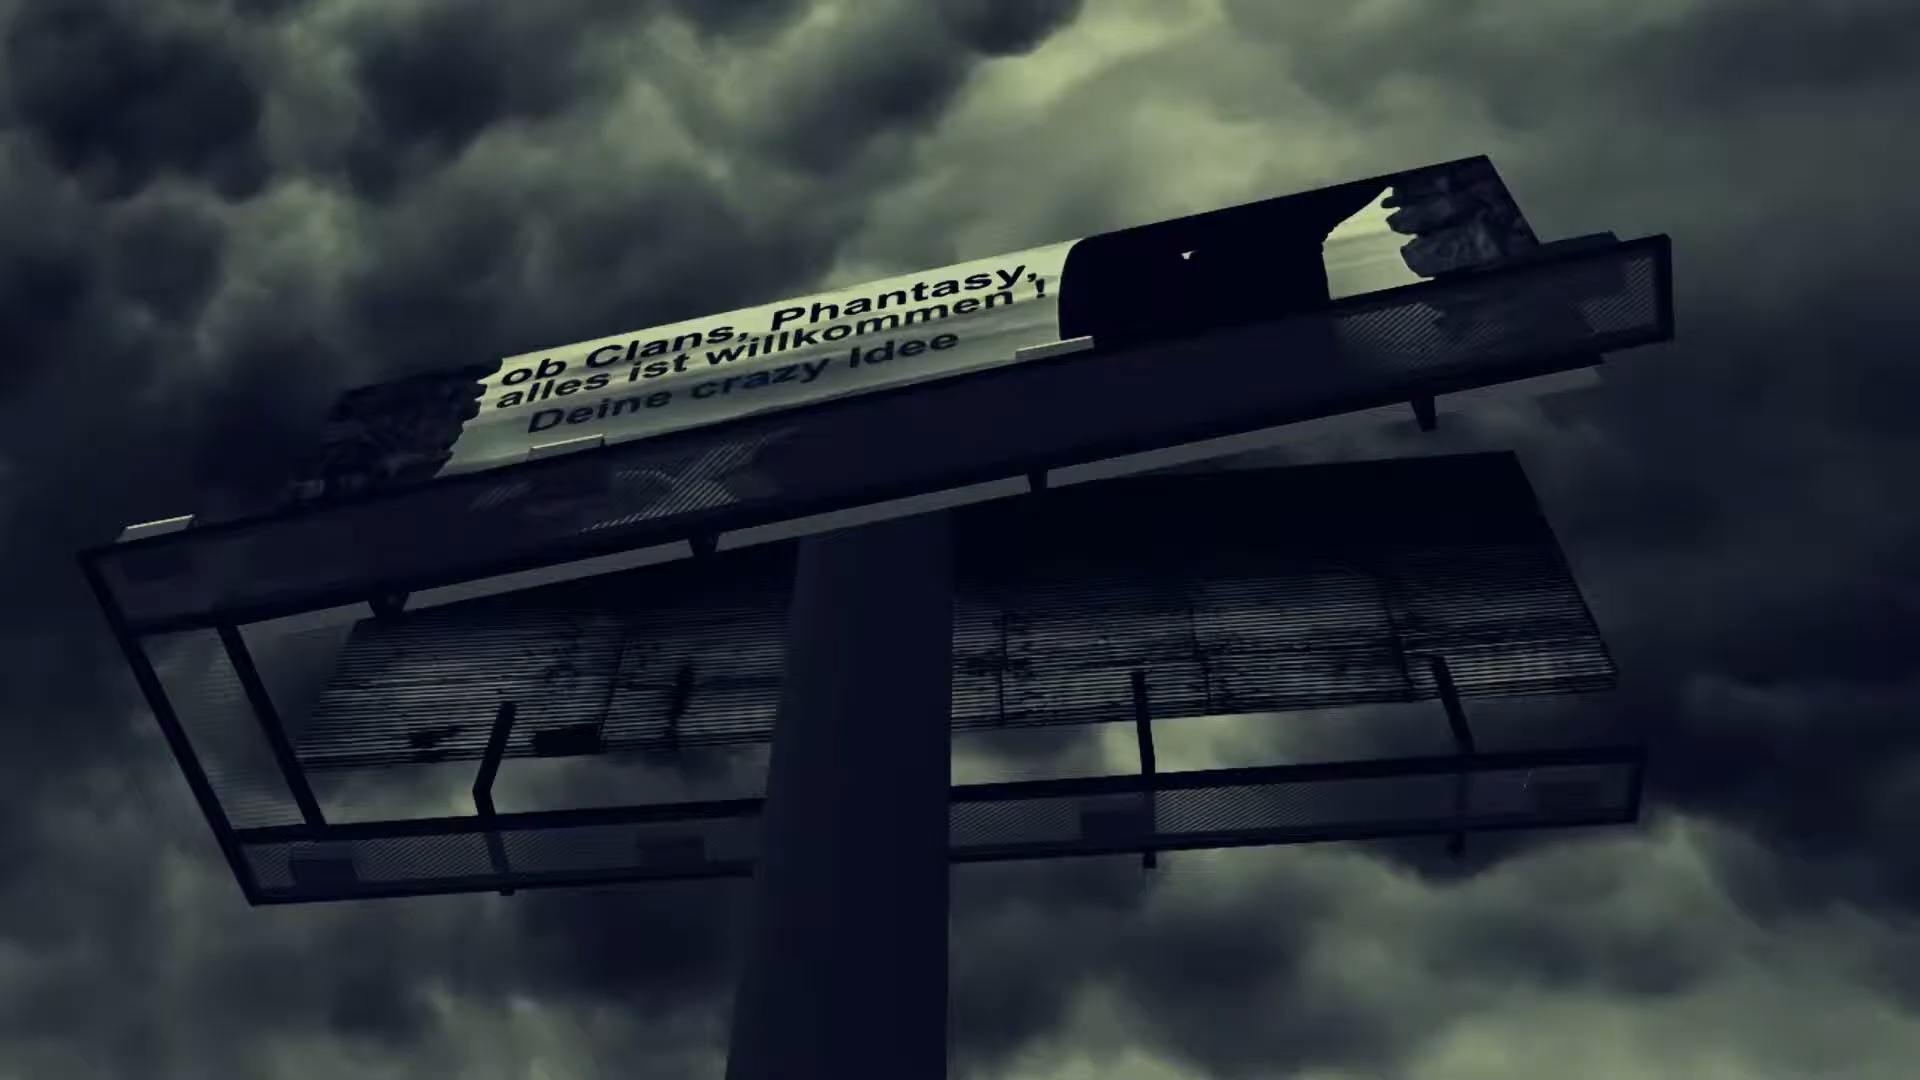 ob Clans, Phantasy,
alles ist willkommen !
Deine crazy Idee